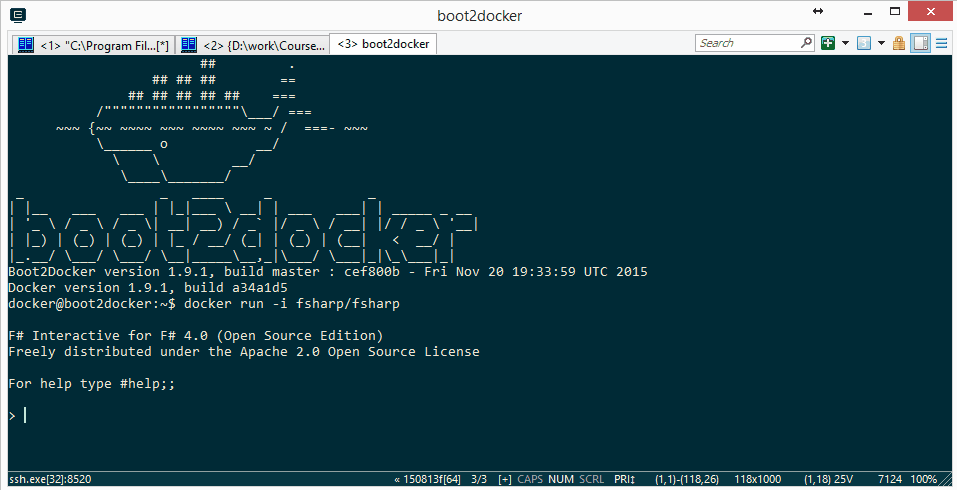 boot2docker
<1> "C:\Program Fil...[*]
<2> {D:\work\Course...
<3> boot2docker
Search
##         .
## ## ##        ==
## ## ## ## ##    ===
/"""""""""""""""""\___/ ===
~~~ {~~ ~~~~ ~~~ ~~~~ ~~~ ~ /  ===- ~~~
\______ o           __/
\    \         __/
\____\_______/
boot2docker
Boot2Docker version 1.9.1, build master : cef800b - Fri Nov 20 19:33:59 UTC 2015
Docker version 1.9.1, build a34a1d5
docker@boot2docker:~$ docker run -i fsharp/fsharp
F# Interactive for F# 4.0 (Open Source Edition)
Freely distributed under the Apache 2.0 Open Source License
For help type #help;;
>
ssh.exe[32]:8520
« 150813f[64]  3/3  [+] CAPS NUM SCRL  PRI‡  (1,1)-(118,26)  118x1000  (1,18) 25V  7124  100%